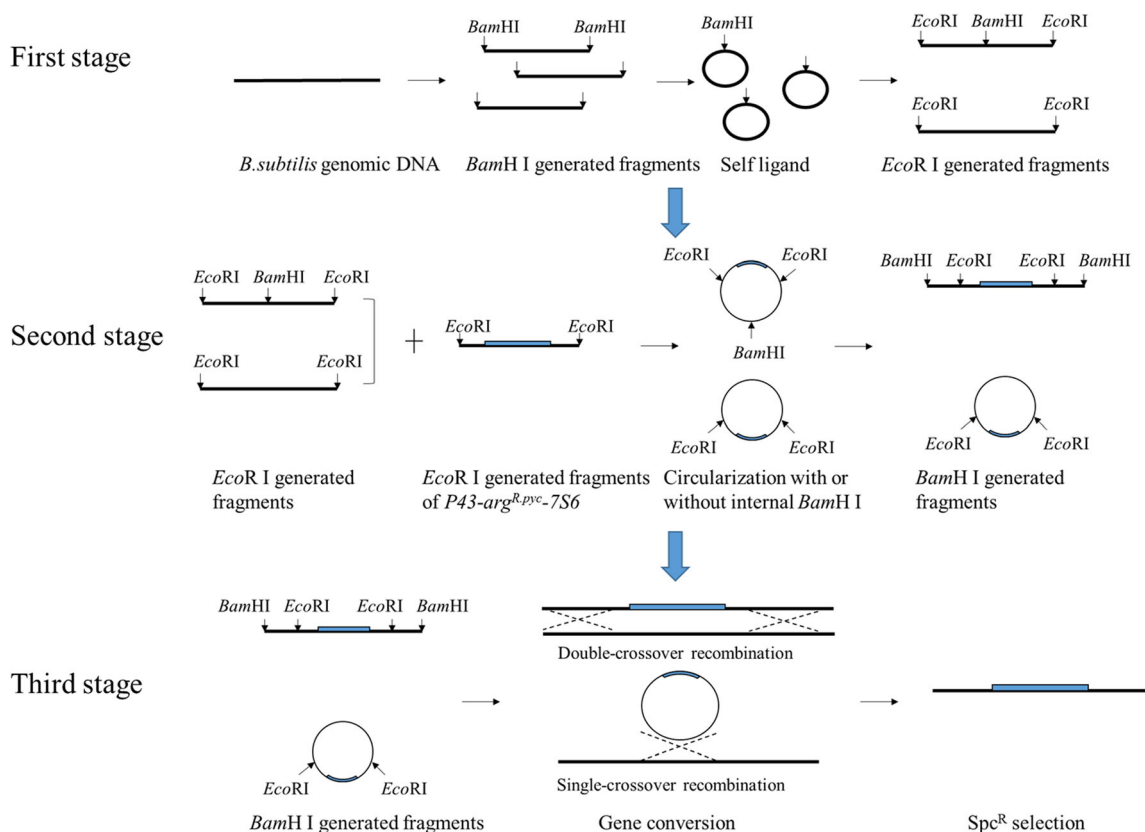 First stage
BamHI BamHI
BamHI
EcoRI BamHI EcoRI
EcoRI EcoRI
B.subtilis genomic DNA
BamH I generated fragments
Self ligand
EcoR I generated fragments
Second stage
EcoRI BamHI EcoRI
EcoRI EcoRI
+
EcoRI EcoRI
EcoRI EcoRI
BamHI
EcoRI EcoRI
BamHI EcoRI EcoRI BamHI
EcoRI EcoRI
EcoR I generated
fragments
EcoR I generated fragments
of P43-arg^R.pyc-7S6
Circularization with or
without internal BamH I
BamH I generated
fragments
Third stage
BamHI EcoRI EcoRI BamHI
EcoRI EcoRI
Double-crossover recombination
Single-crossover recombination
BamH I generated fragments
Gene conversion
Spc^R selection